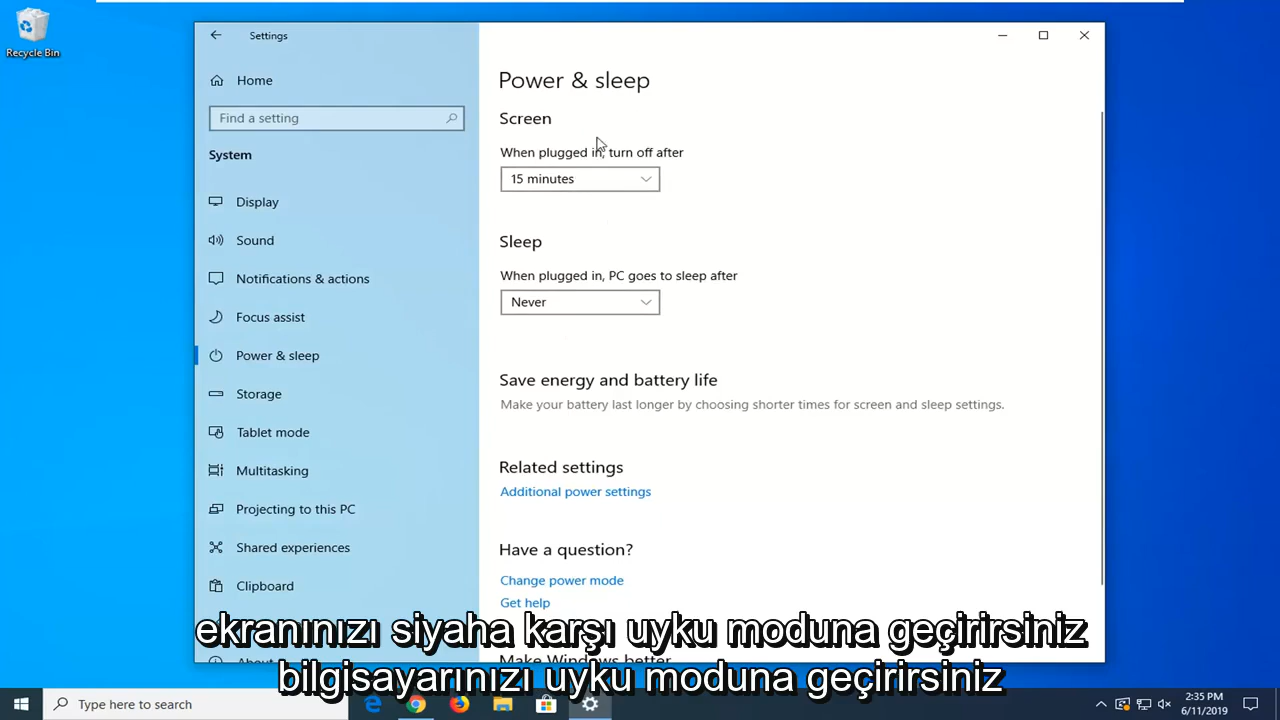 Recycle Bin
Settings
Home
Find a setting
System
Display
Sound
Notifications & actions
Focus assist
Power & sleep
Storage
Tablet mode
Multitasking
Projecting to this PC
Shared experiences
Clipboard
About
Power & sleep
Screen
When plugged in, turn off after
15 minutes
Sleep
When plugged in, PC goes to sleep after
Never
Save energy and battery life
Make your battery last longer by choosing shorter times for screen and sleep settings.
Related settings
Additional power settings
Have a question?
Change power mode
Get help
Make Windows better
ekranınızı siyaha karşı uyku moduna geçirirsiniz
bilgisayarınızı uyku moduna geçirirsiniz
Type here to search
2:35 PM
6/11/2019